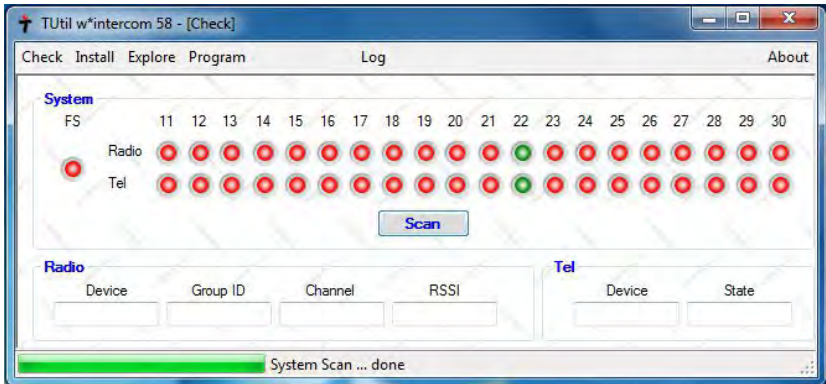 TUtil w*intercom 58 - [Check]
Check Install Explore Program Log About
System
FS 11 12 13 14 15 16 17 18 19 20 21 22 23 24 25 26 27 28 29 30
Radio
Tel
Scan
Radio Tel
Device Group ID Channel RSSI Device State
System Scan ... done